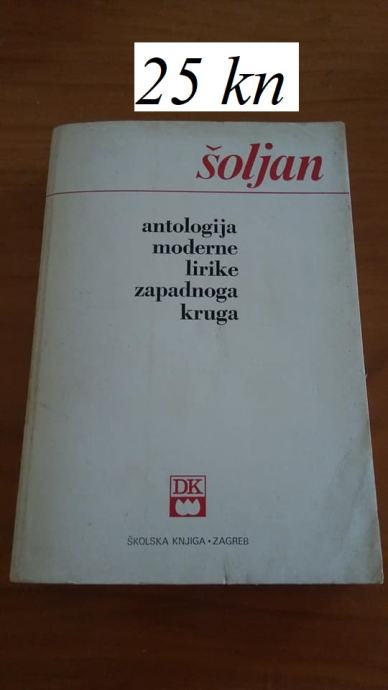 25 kn
šoljan
antologija
moderne
lirike
zapadnoga
kruga
DK
ŠKOLSKA KNJIGA • ZAGREB